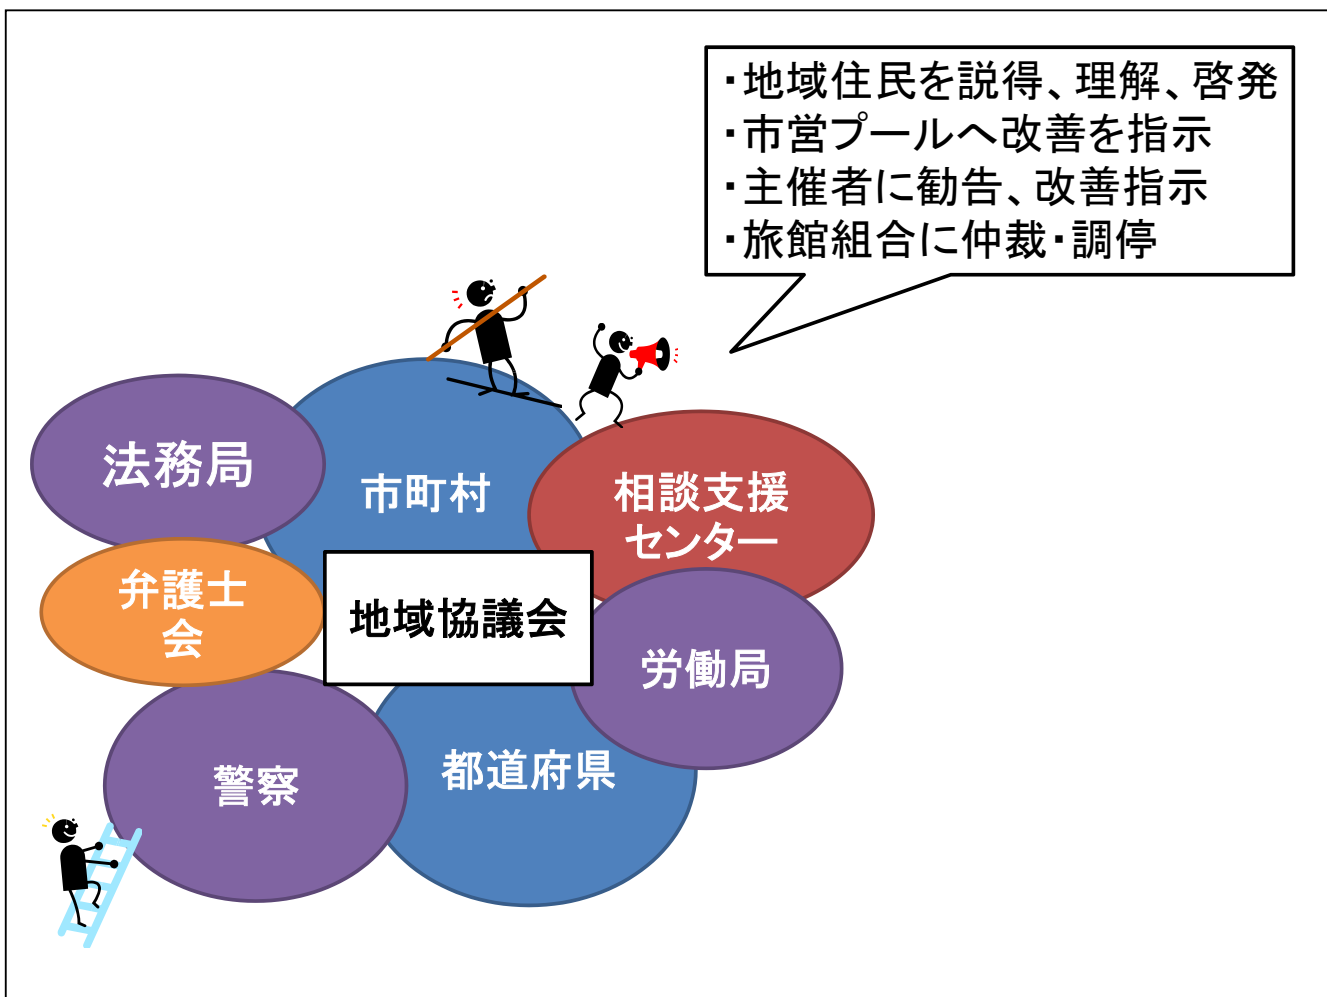 ・地域住民を説得、理解、啓発
・市営プールへ改善を指示
・主催者に勧告、改善指示
・旅館組合に仲裁・調停
法務局
市町村
相談支援
センター
弁護士
会
地域協議会
労働局
警察
都道府県